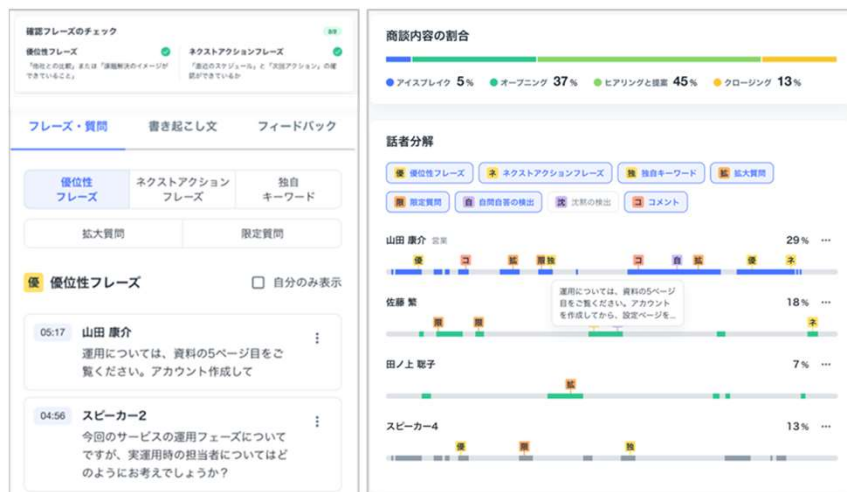 確認フレーズのチェック
優位性フレーズ
「他社との比較」または「課題解決のイメージが
できていること」
ネクストアクションフレーズ
「直近のスケジュール」と「次回アクション」の確
認ができているか
フレーズ・質問
書き起こし文
フィードバック
優位性
フレーズ
ネクストアクション
フレーズ
独自
キーワード
拡大質問
限定質問
優 優位性フレーズ
自分のみ表示
05:17 山田 康介
運用については、資料の5ページ目をご
覧ください。アカウント作成して
04:56 スピーカー2
今回のサービスの運用フェーズについて
ですが、実運用時の担当者についてはど
のようにお考えでしょうか？
商談内容の割合
アイスブレイク 5% オープニング 37% ヒアリングと提案 45% クロージング 13%
話者分解
優 優位性フレーズ ネ ネクストアクションフレーズ 独 独自キーワード 拡 拡大質問
限 限定質問 自 自問自答の検出 沈 沈黙の検出 コ コメント
山田 康介 営業 29%
優 コ 拡 限 独 コ 自 拡 優 ネ
運用については、資料の5ページ
目をご覧ください。アカウント
を作成してから、設定ページを...
佐藤 繁 18%
限 限 ネ
田ノ上 聡子 7%
拡
スピーカー4 13%
優 限 独